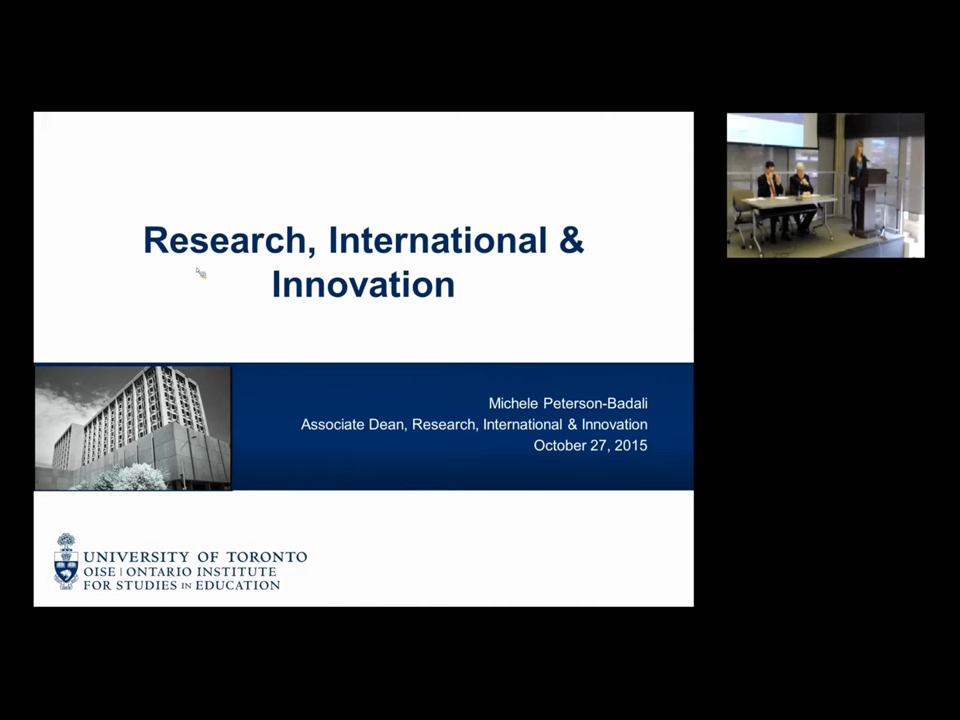 Research, International &
Innovation
Michele Peterson-Badali
Associate Dean, Research, International & Innovation
October 27, 2015
UNIVERSITY OF TORONTO
OISE | ONTARIO INSTITUTE
FOR STUDIES IN EDUCATION